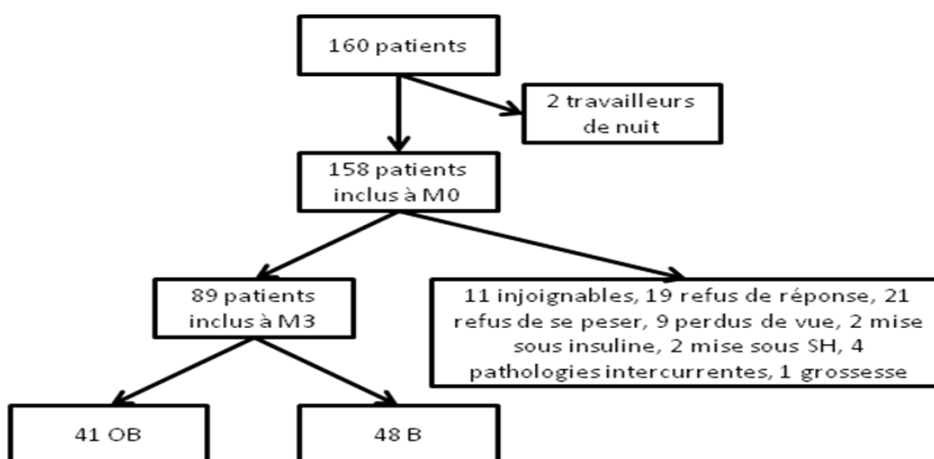 160 patients
2 travailleurs
de nuit
158 patients
inclus à M0
89 patients
inclus à M3
11 injoignables, 19 refus de réponse, 21
refus de se peser, 9 perdus de vue, 2 mise
sous insuline, 2 mise sous SH, 4
pathologies intercurrentes, 1 grossesse
41 OB
48 B